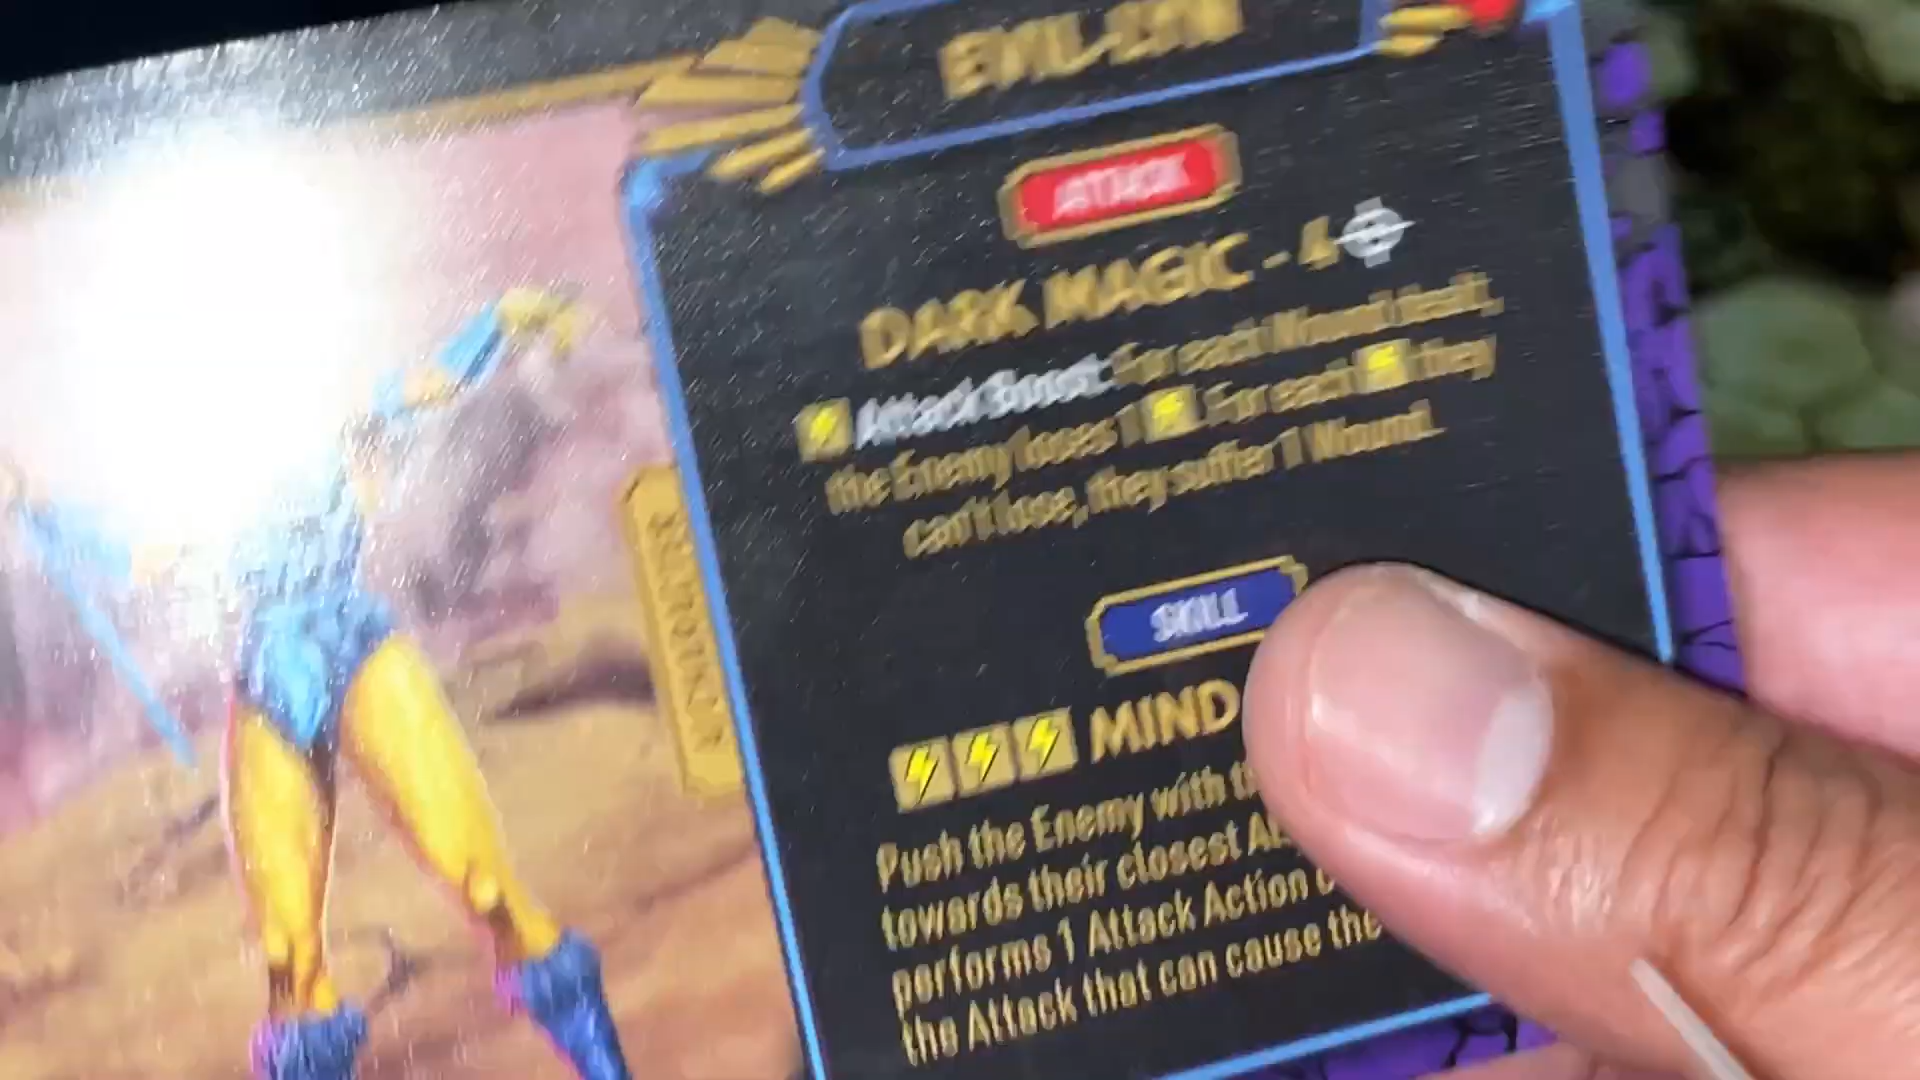 EVIL-LYN
ATTACK
DARK MAGIC - 4
Attack Boost: For each Wound dealt,
the Enemy loses 1 . For each they
can't lose, they suffer 1 Wound.
SKILL
MIND
Push the Enemy with
towards their closest
performs 1 Attack Action
the Attack that can cause the